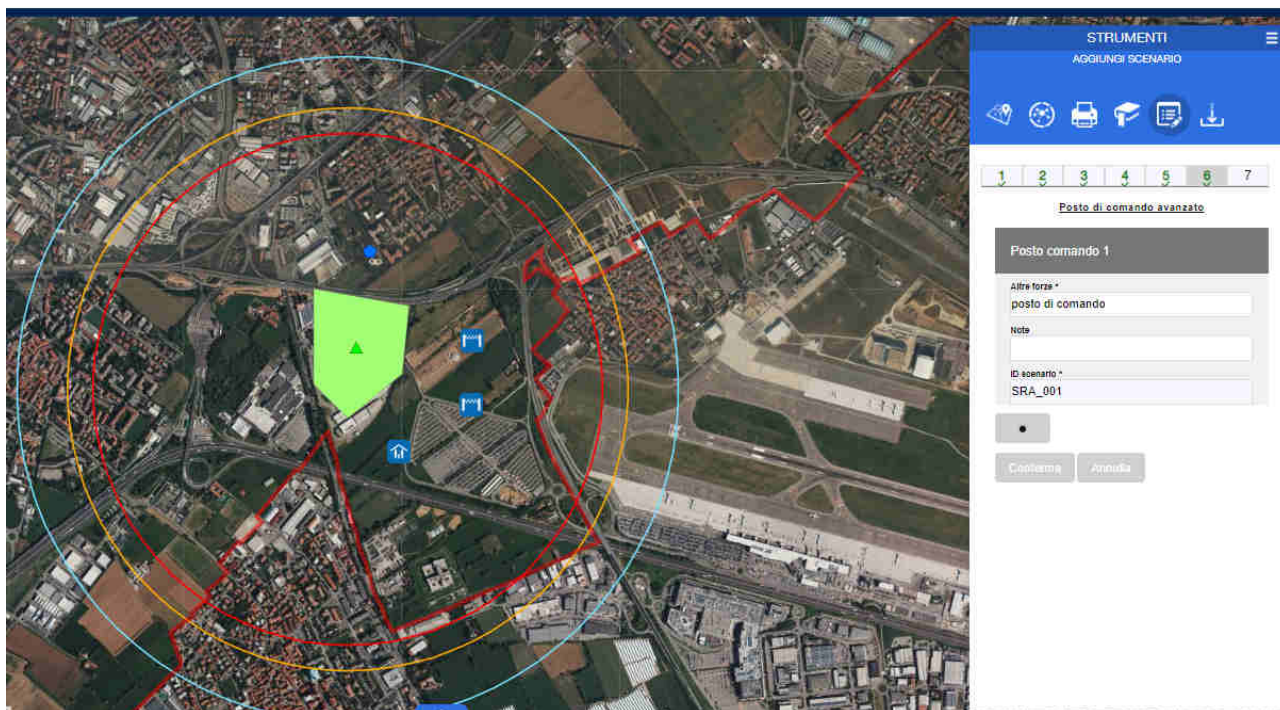 STRUMENTI
AGGIUNGI SCENARIO
1 2 3 4 5 6 7
Posto di comando avanzato
Posto comando 1
Altre forze *
posto di comando
Note
ID scenario *
SRA_001
Conferma Annulla